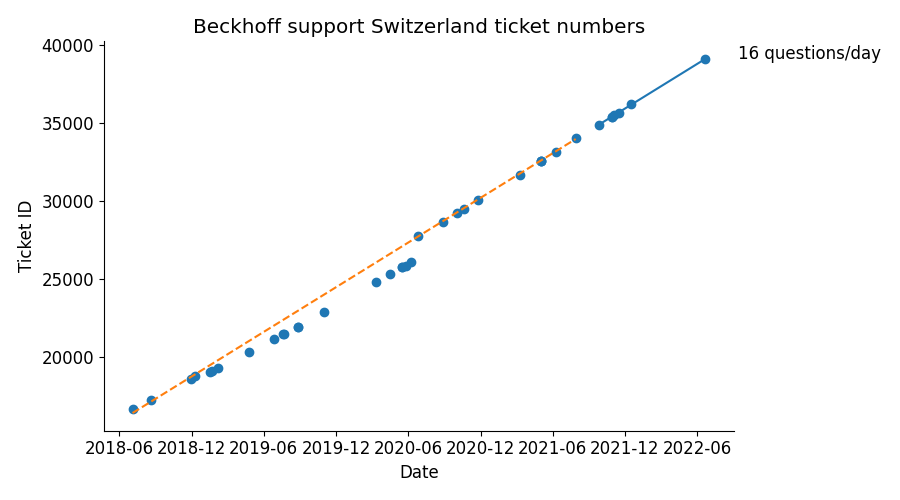 Beckhoff support Switzerland ticket numbers
40000
16 questions/day
35000
30000
25000
20000
Ticket ID
2018-06 2018-12 2019-06 2019-12 2020-06 2020-12 2021-06 2021-12 2022-06
Date